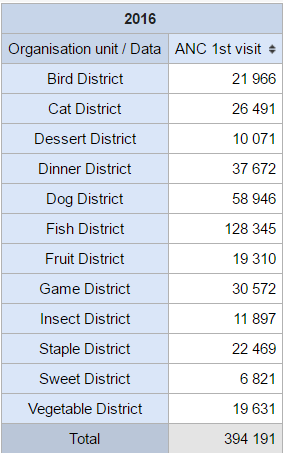 2016
Organisation unit / Data ANC 1st visit
Bird District 21 966
Cat District 26 491
Dessert District 10 071
Dinner District 37 672
Dog District 58 946
Fish District 128 345
Fruit District 19 310
Game District 30 572
Insect District 11 897
Staple District 22 469
Sweet District 6 821
Vegetable District 19 631
Total 394 191